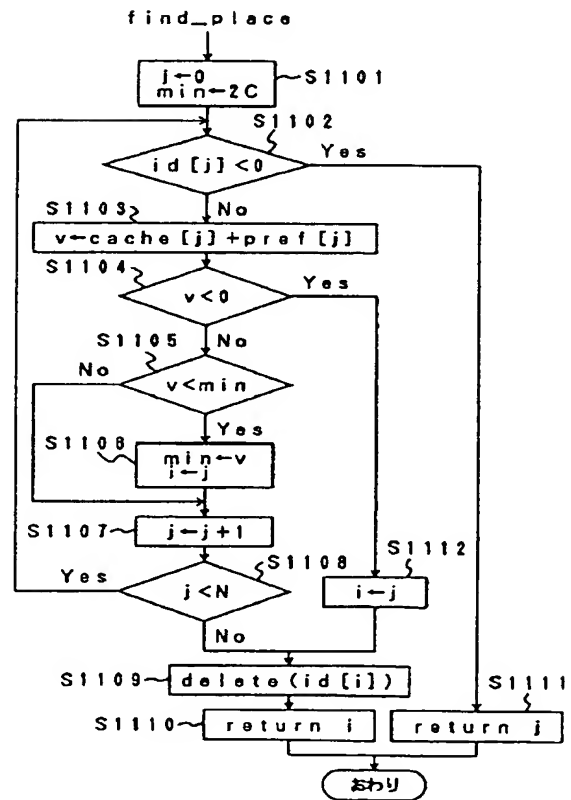 find_place
j←0
min←2C
S1101
S1102
id[j]<0
Yes
No
S1103
v←cache[j]+pref[j]
S1104
v<0
Yes
No
S1105
v<min
No
Yes
S1106
min←v
i←j
S1107
j←j+1
S1108
j<N
Yes
No
S1112
i←j
S1109
delete(id[i])
S1110
return i
S1111
return j
おわり